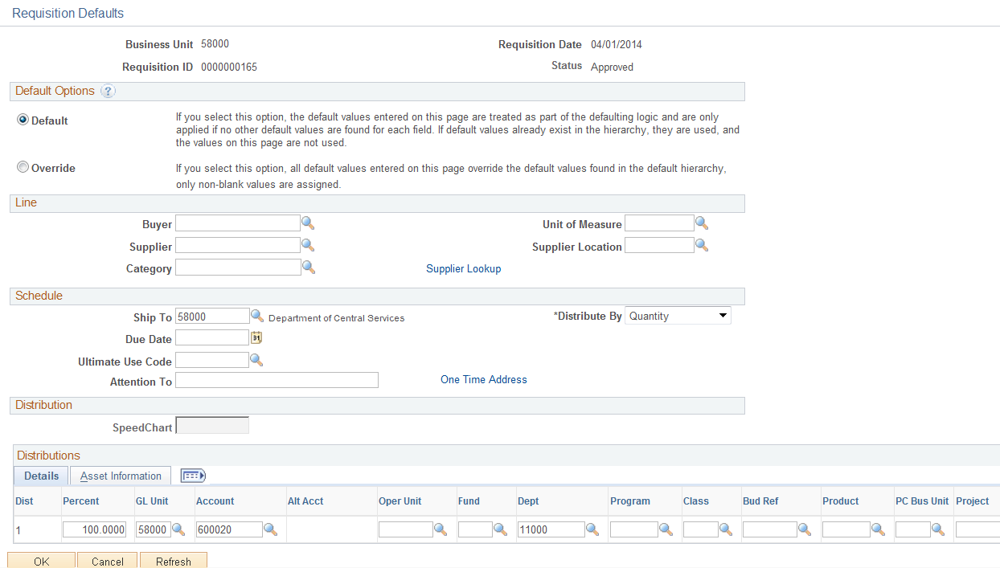 Requisition Defaults
Business Unit 58000 Requisition Date 04/01/2014
Requisition ID 0000000165 Status Approved
Default Options ?
Default If you select this option, the default values entered on this page are treated as part of the defaulting logic and are only
applied if no other default values are found for each field. If default values already exist in the hierarchy, they are used, and
the values on this page are not used.
Override If you select this option, all default values entered on this page override the default values found in the default hierarchy,
only non-blank values are assigned.
Line
Buyer Unit of Measure
Supplier Supplier Location
Category Supplier Lookup
Schedule
Ship To 58000 Department of Central Services *Distribute By Quantity
Due Date 31
Ultimate Use Code
Attention To One Time Address
Distribution
SpeedChart
Distributions
Details Asset Information
Dist Percent GL Unit Account Alt Acct Oper Unit Fund Dept Program Class Bud Ref Product PC Bus Unit Project
1 100.0000 58000 600020 11000
OK Cancel Refresh